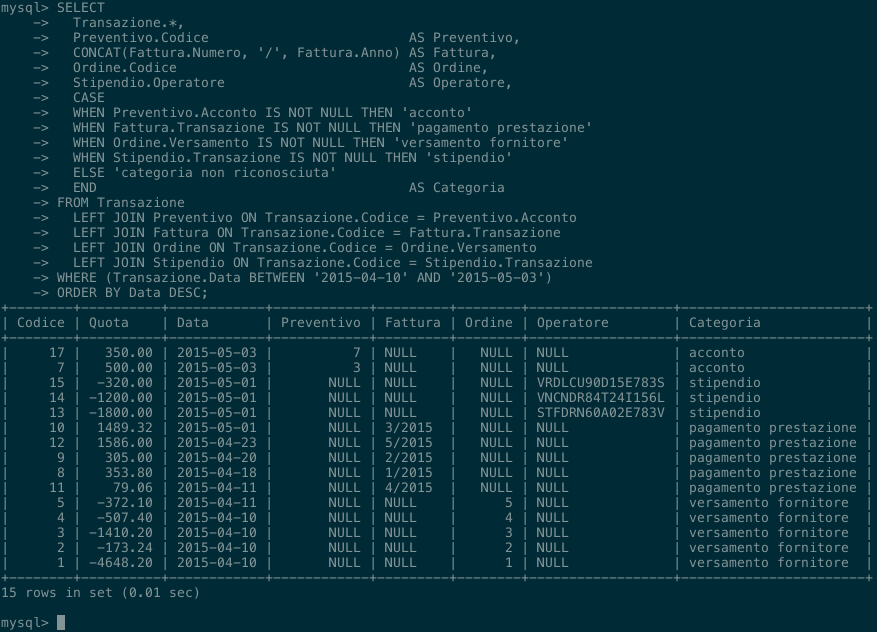 mysql> SELECT
    ->   Transazione.*,
    ->   Preventivo.Codice                         AS Preventivo,
    ->   CONCAT(Fattura.Numero, '/', Fattura.Anno) AS Fattura,
    ->   Ordine.Codice                             AS Ordine,
    ->   Stipendio.Operatore                       AS Operatore,
    ->   CASE
    ->   WHEN Preventivo.Acconto IS NOT NULL THEN 'acconto'
    ->   WHEN Fattura.Transazione IS NOT NULL THEN 'pagamento prestazione'
    ->   WHEN Ordine.Versamento IS NOT NULL THEN 'versamento fornitore'
    ->   WHEN Stipendio.Transazione IS NOT NULL THEN 'stipendio'
    ->   ELSE 'categoria non riconosciuta'
    ->   END                                       AS Categoria
    -> FROM Transazione
    ->   LEFT JOIN Preventivo ON Transazione.Codice = Preventivo.Acconto
    ->   LEFT JOIN Fattura ON Transazione.Codice = Fattura.Transazione
    ->   LEFT JOIN Ordine ON Transazione.Codice = Ordine.Versamento
    ->   LEFT JOIN Stipendio ON Transazione.Codice = Stipendio.Transazione
    -> WHERE (Transazione.Data BETWEEN '2015-04-10' AND '2015-05-03')
    -> ORDER BY Data DESC;
+--------+----------+------------+------------+---------+--------+------------------+-----------------------+
| Codice | Quota    | Data       | Preventivo | Fattura | Ordine | Operatore        | Categoria             |
+--------+----------+------------+------------+---------+--------+------------------+-----------------------+
|     17 |   350.00 | 2015-05-03 |          7 | NULL    |   NULL | NULL             | acconto               |
|      7 |   500.00 | 2015-05-03 |          3 | NULL    |   NULL | NULL             | acconto               |
|     15 |  -320.00 | 2015-05-01 |       NULL | NULL    |   NULL | VRDLCU90D15E783S | stipendio             |
|     14 | -1200.00 | 2015-05-01 |       NULL | NULL    |   NULL | VNCNDR84T24I156L | stipendio             |
|     13 | -1800.00 | 2015-05-01 |       NULL | NULL    |   NULL | STFDRN60A02E783V | stipendio             |
|     10 |  1489.32 | 2015-05-01 |       NULL | 3/2015  |   NULL | NULL             | pagamento prestazione |
|     12 |  1586.00 | 2015-04-23 |       NULL | 5/2015  |   NULL | NULL             | pagamento prestazione |
|      9 |   305.00 | 2015-04-20 |       NULL | 2/2015  |   NULL | NULL             | pagamento prestazione |
|      8 |   353.80 | 2015-04-18 |       NULL | 1/2015  |   NULL | NULL             | pagamento prestazione |
|     11 |    79.06 | 2015-04-11 |       NULL | 4/2015  |   NULL | NULL             | pagamento prestazione |
|      5 |  -372.10 | 2015-04-11 |       NULL | NULL    |      5 | NULL             | versamento fornitore  |
|      4 |  -507.40 | 2015-04-10 |       NULL | NULL    |      4 | NULL             | versamento fornitore  |
|      3 | -1410.20 | 2015-04-10 |       NULL | NULL    |      3 | NULL             | versamento fornitore  |
|      2 |  -173.24 | 2015-04-10 |       NULL | NULL    |      2 | NULL             | versamento fornitore  |
|      1 | -4648.20 | 2015-04-10 |       NULL | NULL    |      1 | NULL             | versamento fornitore  |
+--------+----------+------------+------------+---------+--------+------------------+-----------------------+
15 rows in set (0.01 sec)
mysql>